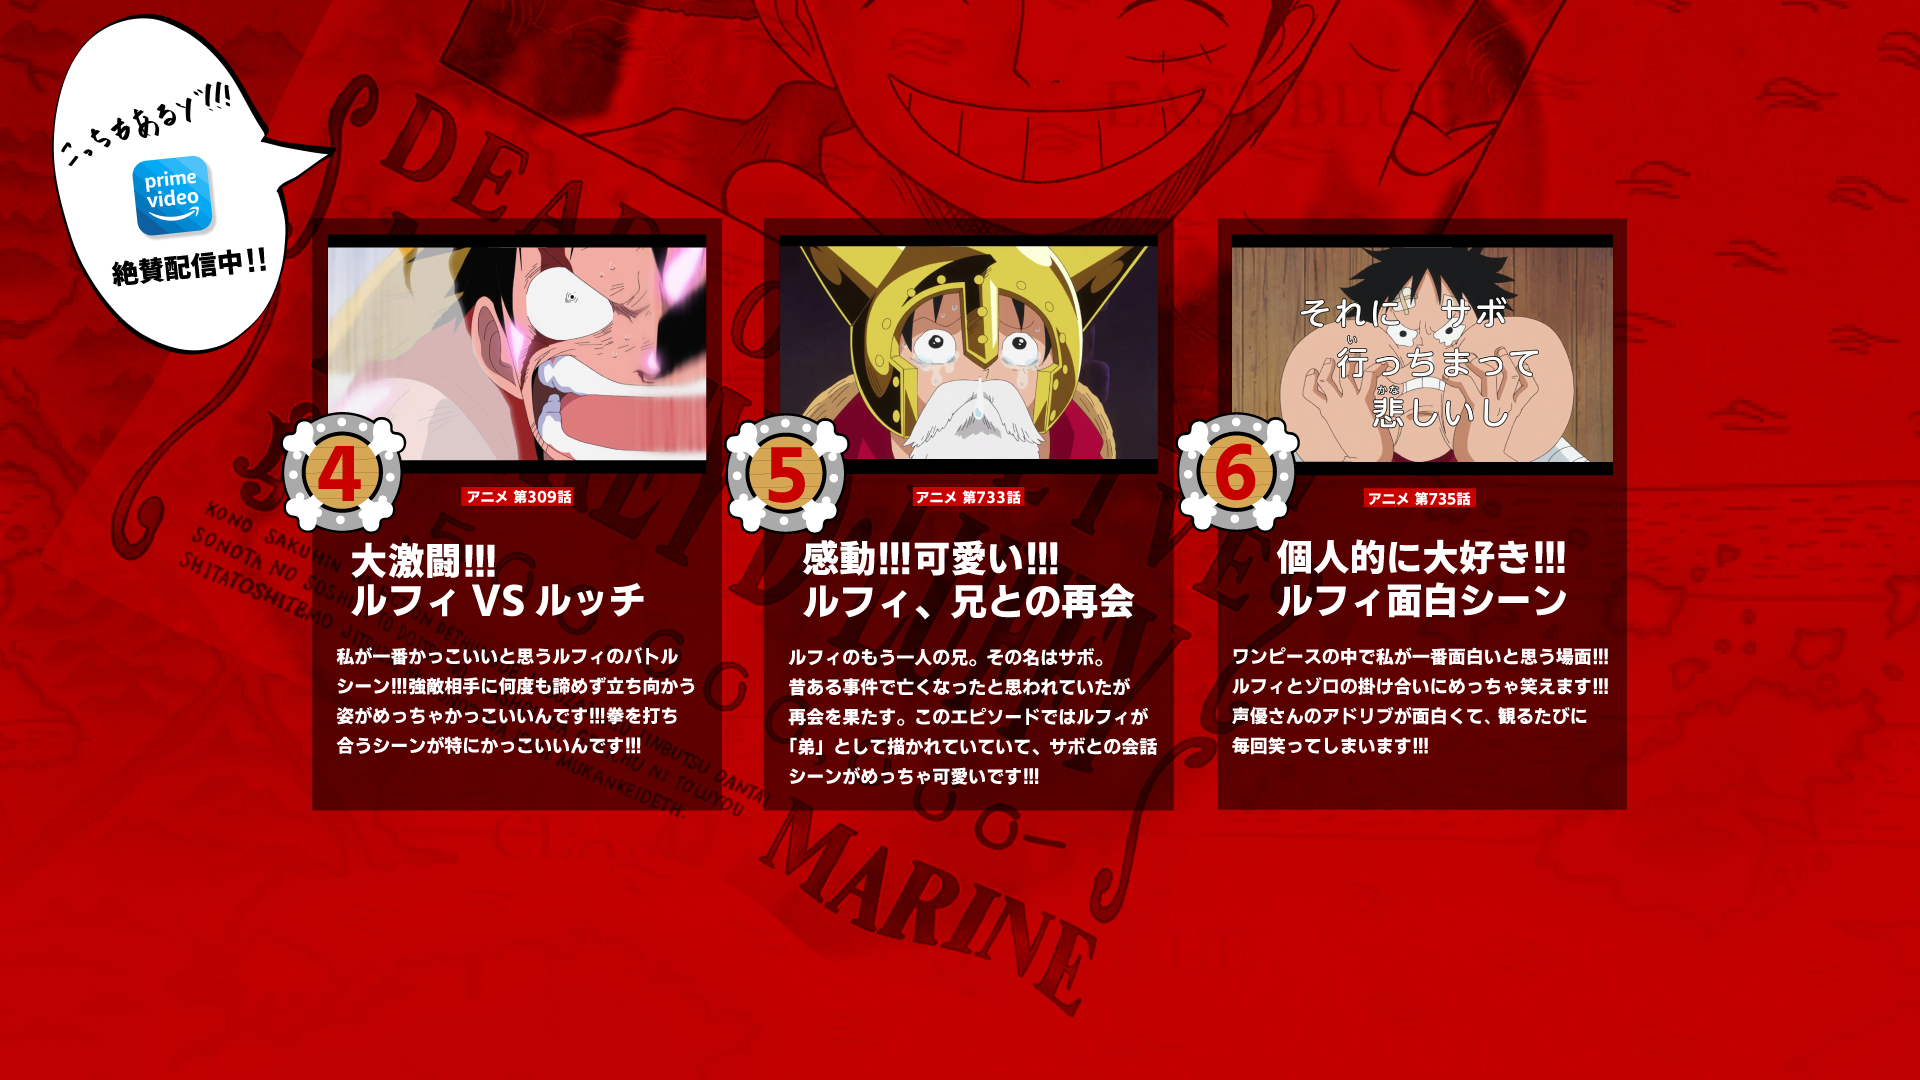 こっちもあるゾ!!!
prime
video
絶賛配信中!!
DEAD
EAST BLUE
それに サボ
い
行っちまって
かな
悲しいし
4
アニメ 第309話
大激闘!!!
ルフィ VS ルッチ
私が一番かっこいいと思うルフィのバトル
シーン!!!強敵相手に何度も諦めず立ち向かう
姿がめっちゃかっこいいんです!!!拳を打ち
合うシーンが特にかっこいいんです!!!
5
アニメ 第733話
感動!!!可愛い!!!
ルフィ、兄との再会
ルフィのもう一人の兄。その名はサボ。
昔ある事件で亡くなったと思われていたが
再会を果たす。このエピソードではルフィが
「弟」として描かれていていて、サボとの会話
シーンがめっちゃ可愛いです!!!
6
アニメ 第735話
個人的に大好き!!!
ルフィ面白シーン
ワンピースの中で私が一番面白いと思う場面!!!
ルフィとゾロの掛け合いにめっちゃ笑えます!!!
声優さんのアドリブが面白くて、観るたびに
毎回笑ってしまいます!!!
KONO SAKUHIN
SONOTA NO
SHITATOSHITEMO
MUKANKEIDETH.
MARINE